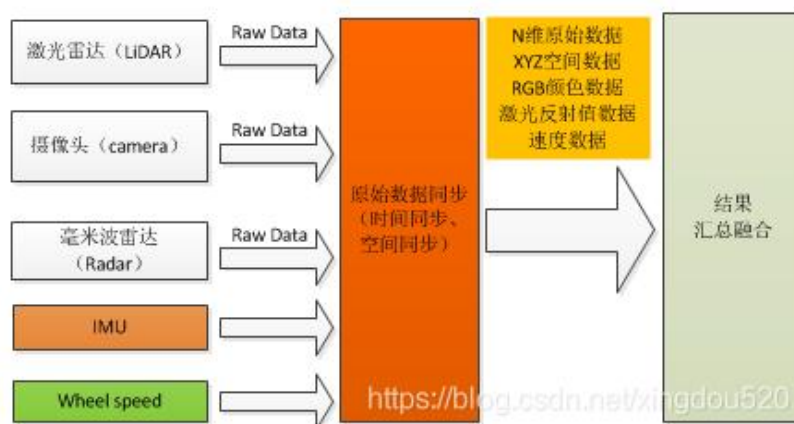 激光雷达（LiDAR）
Raw Data
摄像头（camera）
Raw Data
毫米波雷达
（Radar）
Raw Data
IMU
Wheel speed
原始数据同步
（时间同步、
空间同步）
N维原始数据
XYZ空间数据
RGB颜色数据
激光反射值数据
速度数据
结果
汇总融合
https://blog.csdn.net/xingdou520